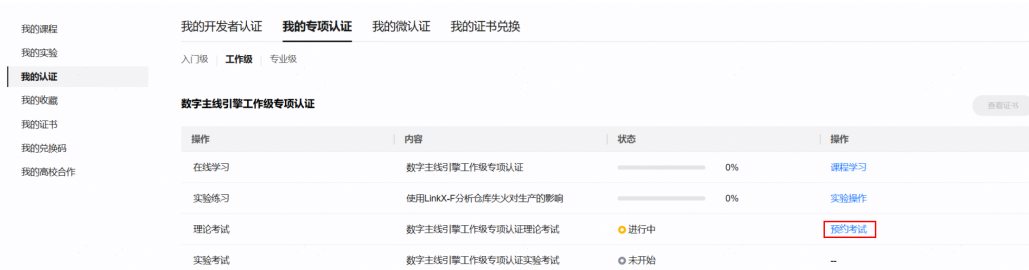 我的课程
我的实验
我的认证
我的收藏
我的证书
我的兑换码
我的高校合作
我的开发者认证 我的专项认证 我的微认证 我的证书兑换
入门级 工作级 专业级
数字主线引擎工作级专项认证 查看证书
操作 内容 状态 操作
在线学习 数字主线引擎工作级专项认证 0% 课程学习
实验练习 使用LinkX-F分析仓库失火对生产的影响 0% 实验操作
理论考试 数字主线引擎工作级专项认证理论考试 进行中 预约考试
实验考试 数字主线引擎工作级专项认证实验考试 未开始 --